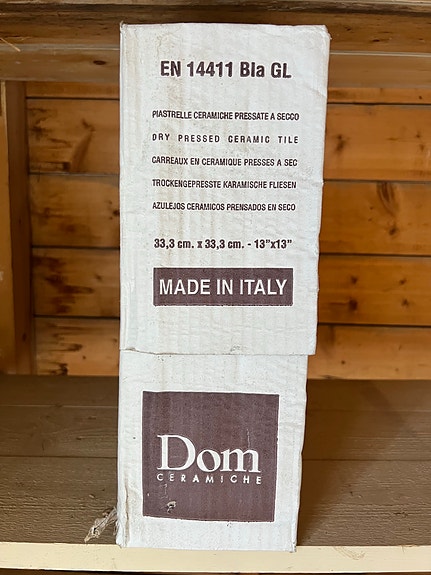 EN 14411 Bla GL
PIASTRELLE CERAMICHE PRESSATE A SECCO
DRY PRESSED CERAMIC TILE
CARREAUX EN CERAMIQUE PRESSES A SEC
TROCKENGEPRESSTE KARAMISCHE FLIESEN
AZULEJOS CERAMICOS PRENSADOS EN SECO
33,3 cm. x 33,3 cm. - 13"x13"
MADE IN ITALY
Dom
CERAMICHE